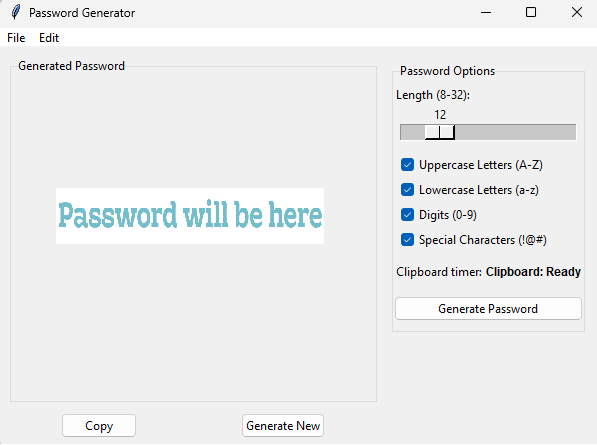 Password Generator
File Edit
Generated Password
Password will be here
Copy
Generate New
Password Options
Length (8-32):
12
Uppercase Letters (A-Z)
Lowercase Letters (a-z)
Digits (0-9)
Special Characters (!@#)
Clipboard timer: Clipboard: Ready
Generate Password